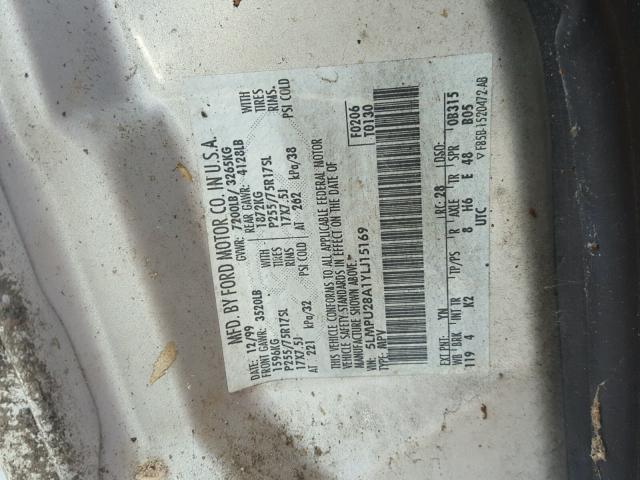 MFD. BY FORD MOTOR CO. IN U.S.A.
DATE: 12/99 GVWR: 7200LB/ 3265KG
FRONT GAWR: 3520LB REAR GAWR: 4128LB
1596KG WITH 1872KG WITH
P255/75R17SL TIRES P255/75R17SL TIRES
17X7.5J RIMS. 17X7.5J RIMS.
AT 221 kPa/32 PSI COLD AT 262 kPa/38 PSI COLD
THIS VEHICLE CONFORMS TO ALL APPLICABLE FEDERAL MOTOR
VEHICLE SAFETY STANDARDS IN EFFECT ON THE DATE OF
MANUFACTURE SHOWN ABOVE.
VIN: 5LMPU28A1YLJ15169 F0206
TYPE: MPV T0130
EXT PNT: YN RC: 28 DSO:
WB BRK INT TR TP/PS R AXLE TR SPR 0B315
119 4 K2 8 H6 E 48 B05
UTC ▽ F85B-1520472-AB